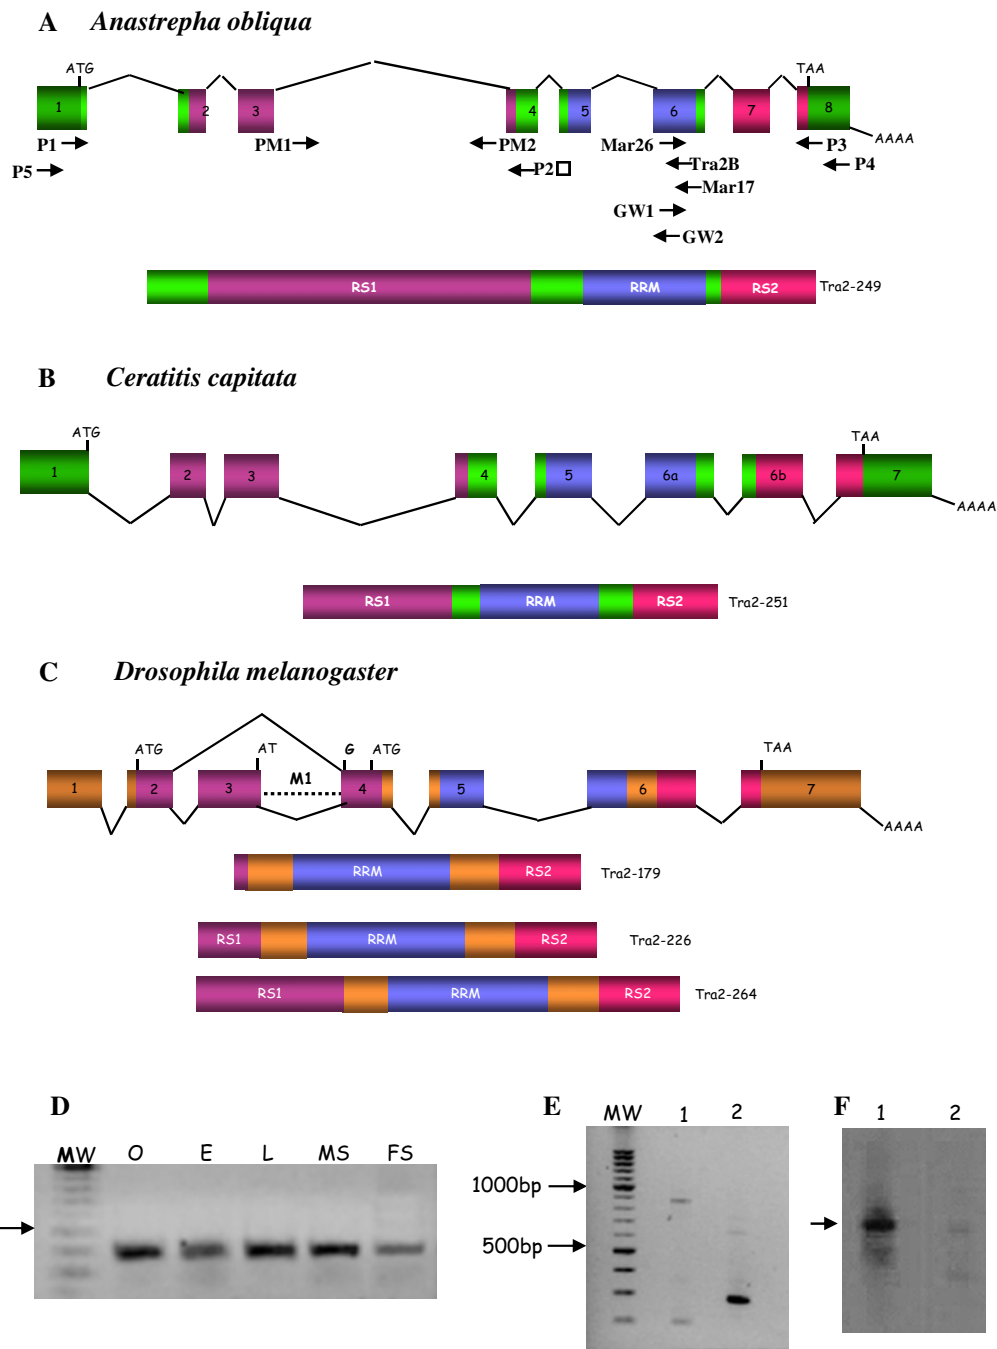 A Anastrepha obliqua
ATG TAA
1 2 3 4 5 6 7 8
AAAA
P1 PM1 PM2 Mar26 P3
P5 P2 Tra2B P4
Mar17
GW1
GW2
RS1 RRM RS2 Tra2-249
B Ceratitis capitata
ATG TAA
1 2 3 4 5 6a 6b 7
AAAA
RS1 RRM RS2 Tra2-251
C Drosophila melanogaster
ATG AT G ATG TAA
M1
1 2 3 4 5 6 7
AAAA
RRM RS2 Tra2-179
RS1 RRM RS2 Tra2-226
RS1 RRM RS2 Tra2-264
D E F
MW O E L MS FS
MW 1 2
1000bp
500bp
1 2